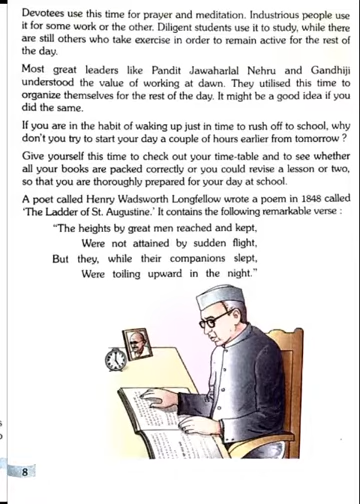 Devotees use this time for prayer and meditation. Industrious people use
it for some work or the other. Diligent students use it to study, while there
are still others who take exercise in order to remain active for the rest of
the day.
Most great leaders like Pandit Jawaharlal Nehru and Gandhiji
understood the value of working at dawn. They utilised this time to
organize themselves for the rest of the day. It might be a good idea if you
did the same.
If you are in the habit of waking up just in time to rush off to school, why
don't you try to start your day a couple of hours earlier from tomorrow ?
Give yourself this time to check out your time-table and to see whether
all your books are packed correctly or you could revise a lesson or two,
so that you are thoroughly prepared for your day at school.
A poet called Henry Wadsworth Longfellow wrote a poem in 1848 called
'The Ladder of St. Augustine.' It contains the following remarkable verse :
"The heights by great men reached and kept,
Were not attained by sudden flight,
But they, while their companions slept,
Were toiling upward in the night."
8